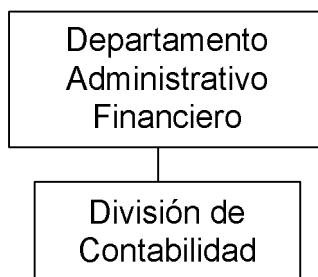 Departamento
Administrativo
Financiero
División de
Contabilidad